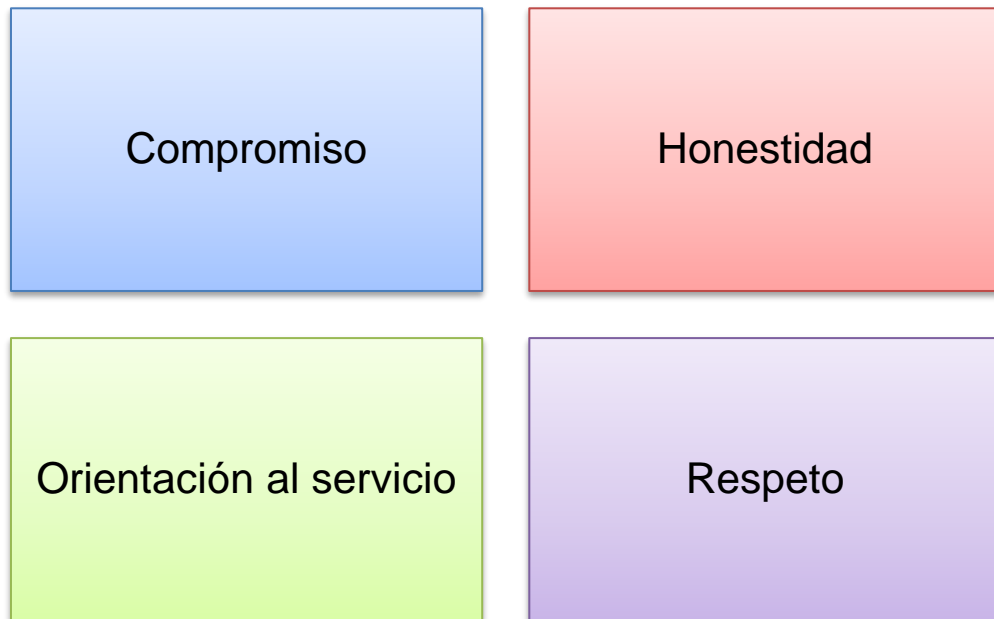 Compromiso
Honestidad
Orientación al servicio
Respeto